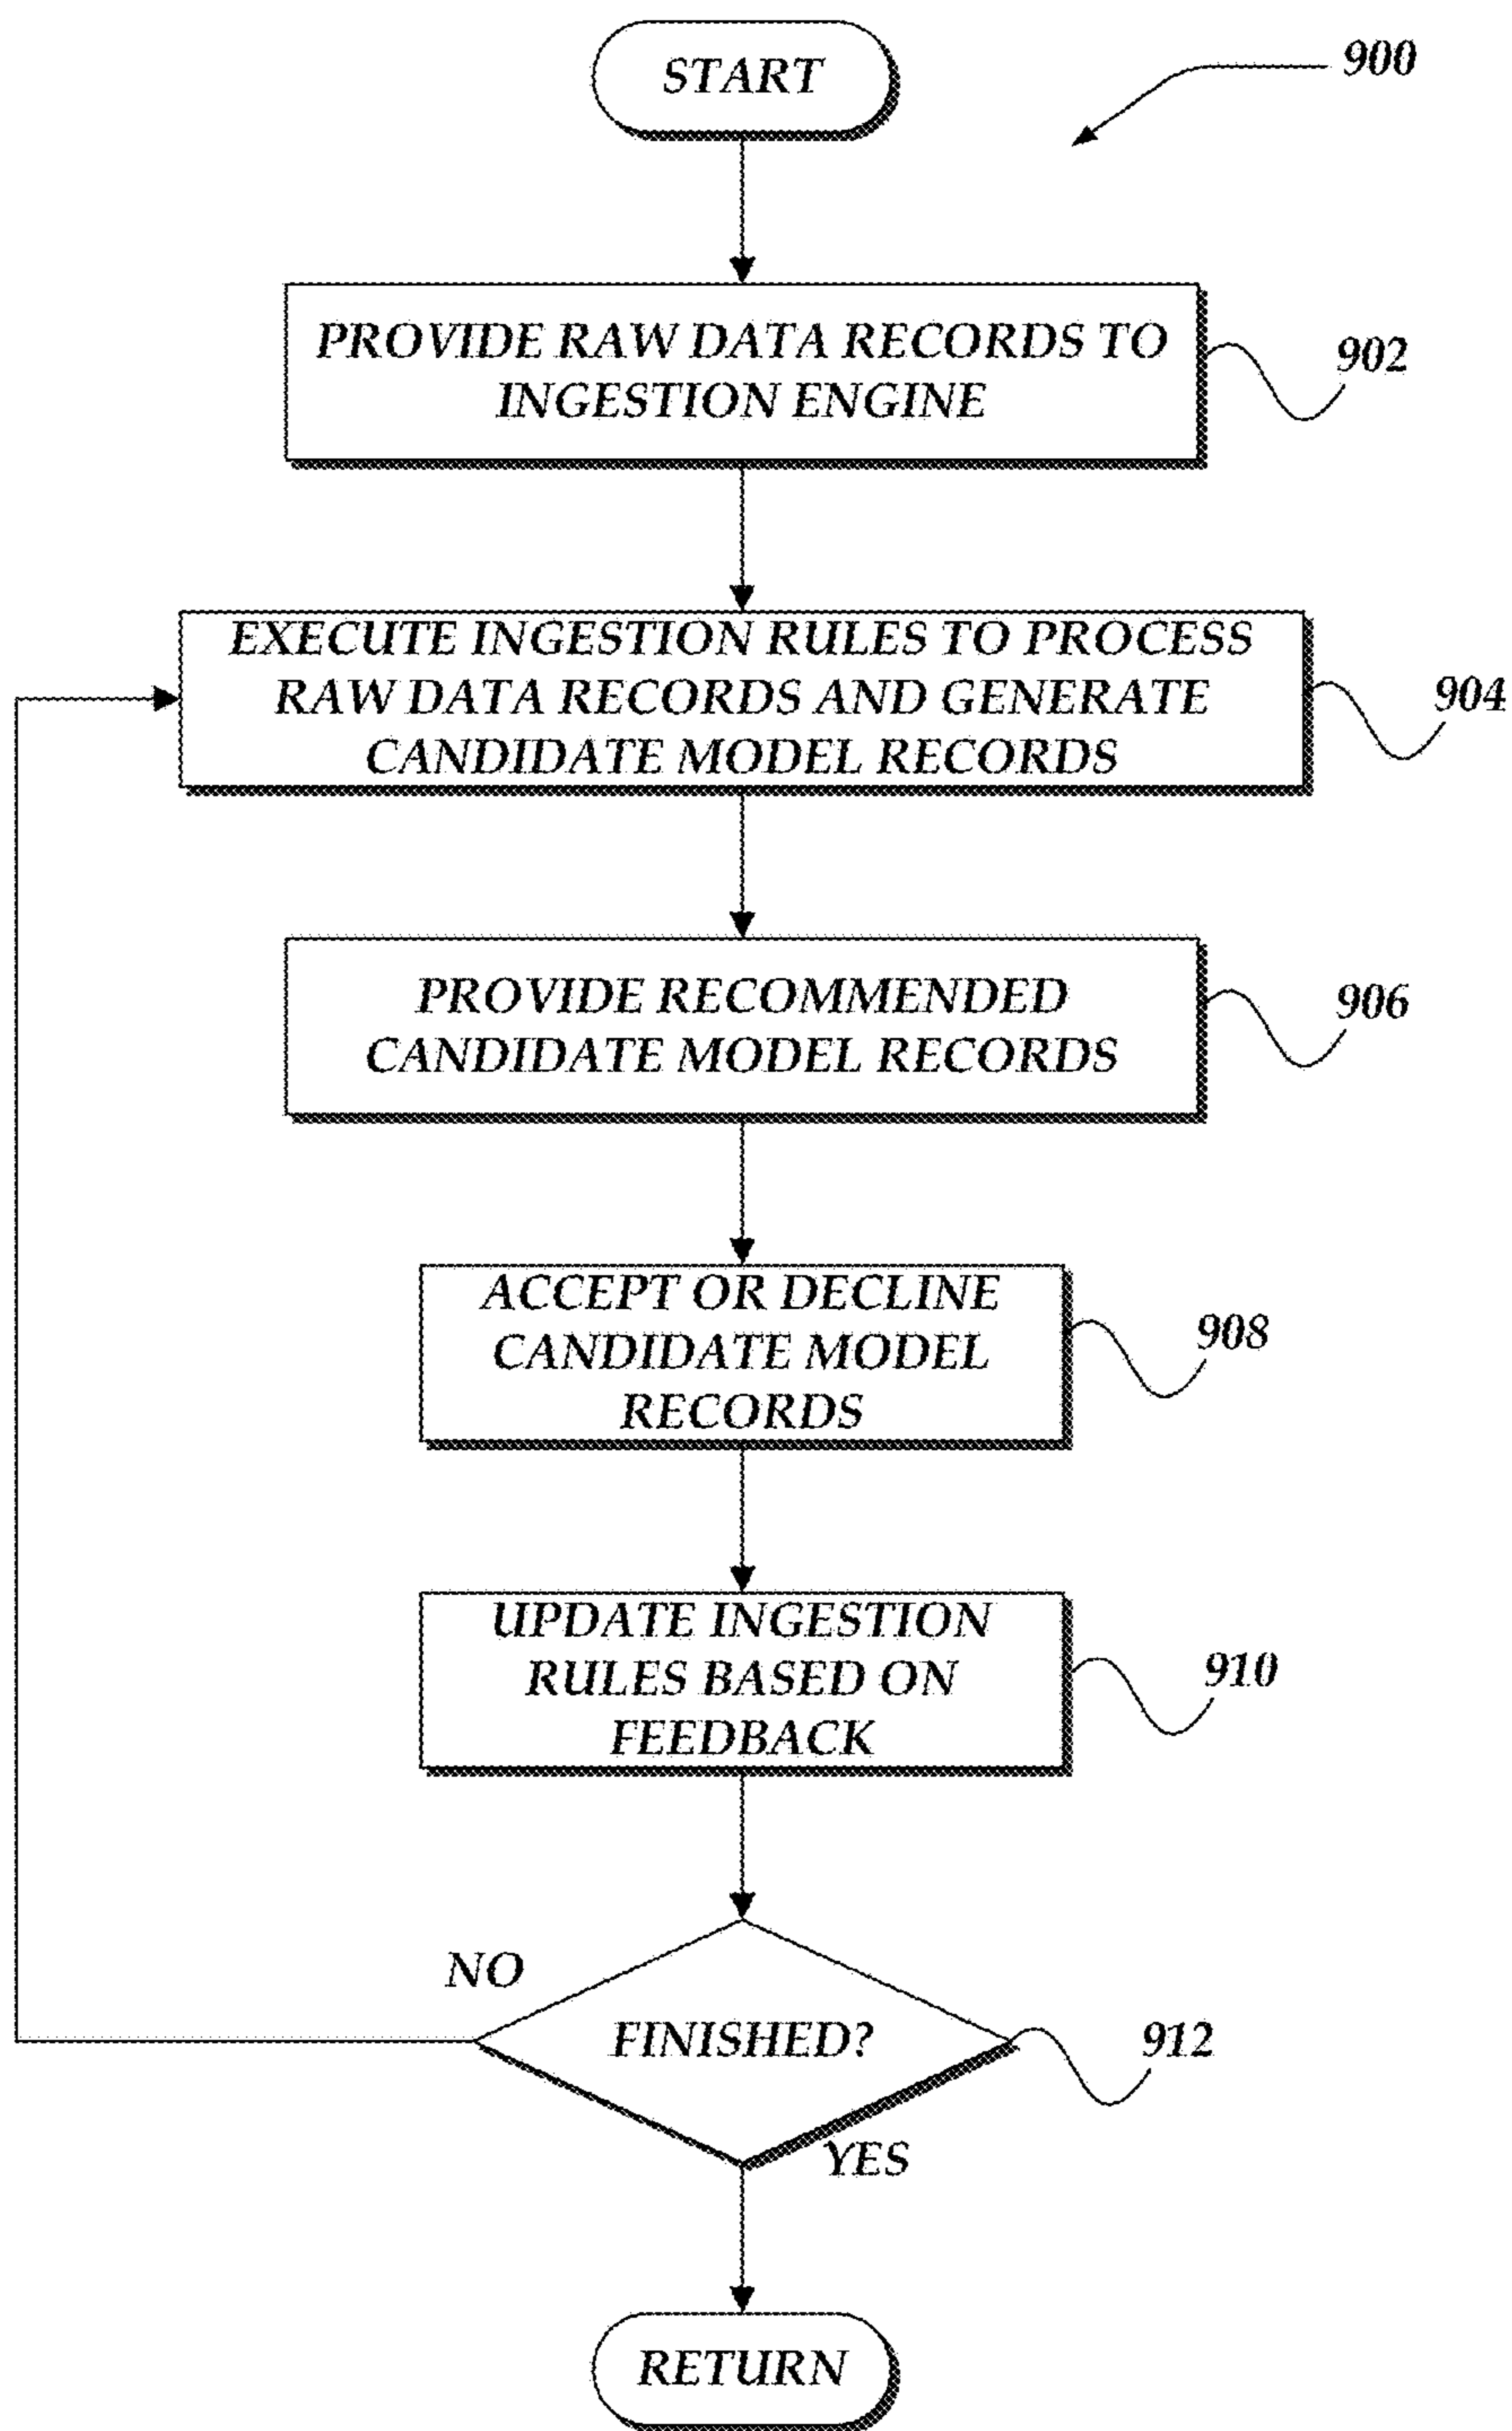 START
900
PROVIDE RAW DATA RECORDS TO
INGESTION ENGINE
902
EXECUTE INGESTION RULES TO PROCESS
RAW DATA RECORDS AND GENERATE
CANDIDATE MODEL RECORDS
904
PROVIDE RECOMMENDED
CANDIDATE MODEL RECORDS
906
ACCEPT OR DECLINE
CANDIDATE MODEL
RECORDS
908
UPDATE INGESTION
RULES BASED ON
FEEDBACK
910
NO
FINISHED?
912
YES
RETURN